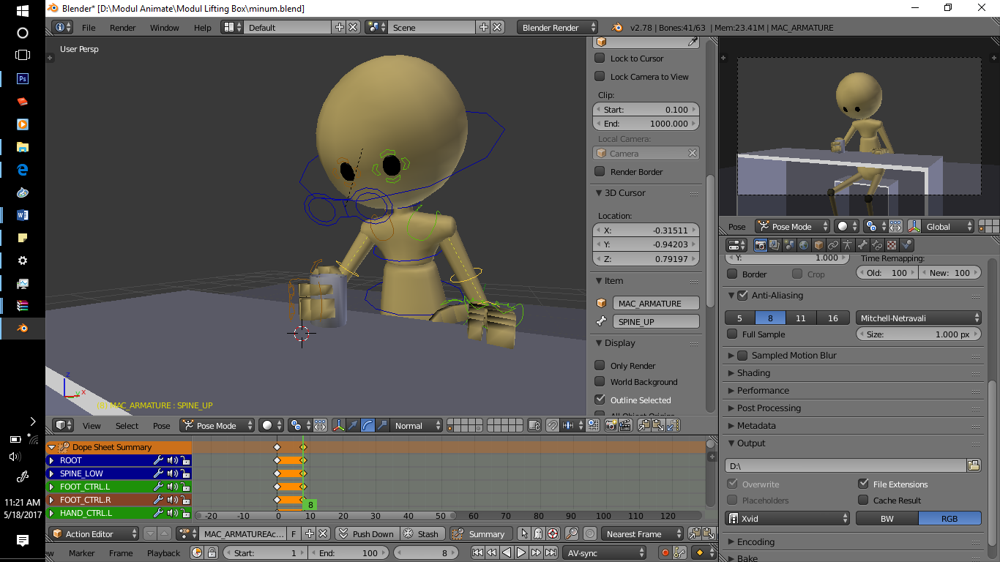 Blender* [D:\Modul Animate\Modul Lifting Box\minum.blend]
File Render Window Help Default Scene Blender Render v2.78 | Bones:41/63 | Mem:23.41M | MAC_ARMATURE
User Persp
Lock to Cursor
Lock Camera to View
Clip:
Start: 0.100
End: 1000.000
Local Camera:
Camera
Render Border
3D Cursor
Location:
X: -0.31511
Y: -0.94203
Z: 0.79197
Item
MAC_ARMATURE
SPINE_UP
Display
Only Render
World Background
Outline Selected
z
y x
MAC_ARMATURE : SPINE_UP
View Select Pose Pose Mode Normal
Dope Sheet Summary
ROOT
SPINE_LOW
FOOT_CTRL.L
FOOT_CTRL.R
HAND_CTRL.L
8
-20 -10 0 10 20 30 40 50 60 70 80 90 100 110 120
Action Editor MAC_ARMATUREAc... F Push Down Stash Summary Nearest Frame
Marker Frame Playback Start: 1 End: 100 8 AV-sync
Pose Pose Mode Global
Y: 1.000 Time Remapping:
Border Crop Old: 100 New: 100
Anti-Aliasing
5 8 11 16 Mitchell-Netravali
Full Sample Size: 1.000 px
Sampled Motion Blur
Shading
Performance
Post Processing
Metadata
Output
D:\
Overwrite File Extensions
Placeholders Cache Result
Xvid BW RGB
Encoding
Bake
Ps
11:21 AM
5/18/2017